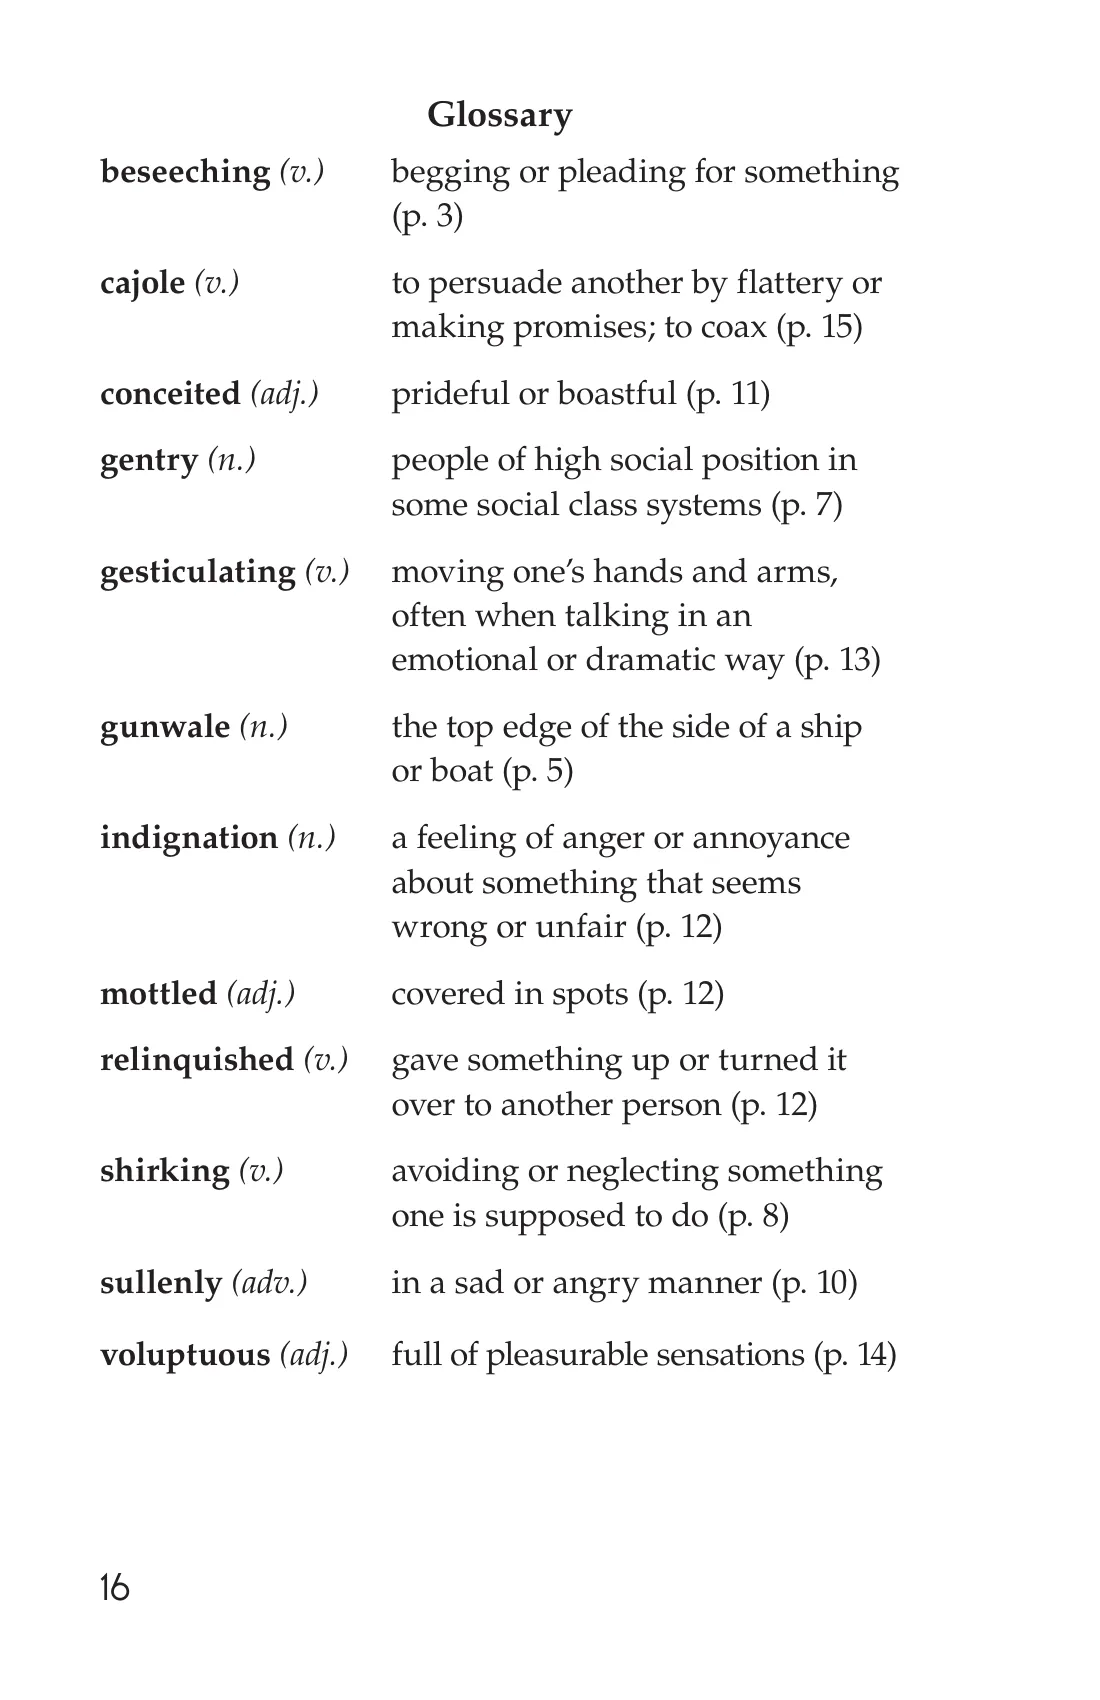 Glossary
beseeching (v.) begging or pleading for something
(p. 3)
cajole (v.) to persuade another by flattery or
making promises; to coax (p. 15)
conceited (adj.) prideful or boastful (p. 11)
gentry (n.) people of high social position in
some social class systems (p. 7)
gesticulating (v.) moving one’s hands and arms,
often when talking in an
emotional or dramatic way (p. 13)
gunwale (n.) the top edge of the side of a ship
or boat (p. 5)
indignation (n.) a feeling of anger or annoyance
about something that seems
wrong or unfair (p. 12)
mottled (adj.) covered in spots (p. 12)
relinquished (v.) gave something up or turned it
over to another person (p. 12)
shirking (v.) avoiding or neglecting something
one is supposed to do (p. 8)
sullenly (adv.) in a sad or angry manner (p. 10)
voluptuous (adj.) full of pleasurable sensations (p. 14)
16